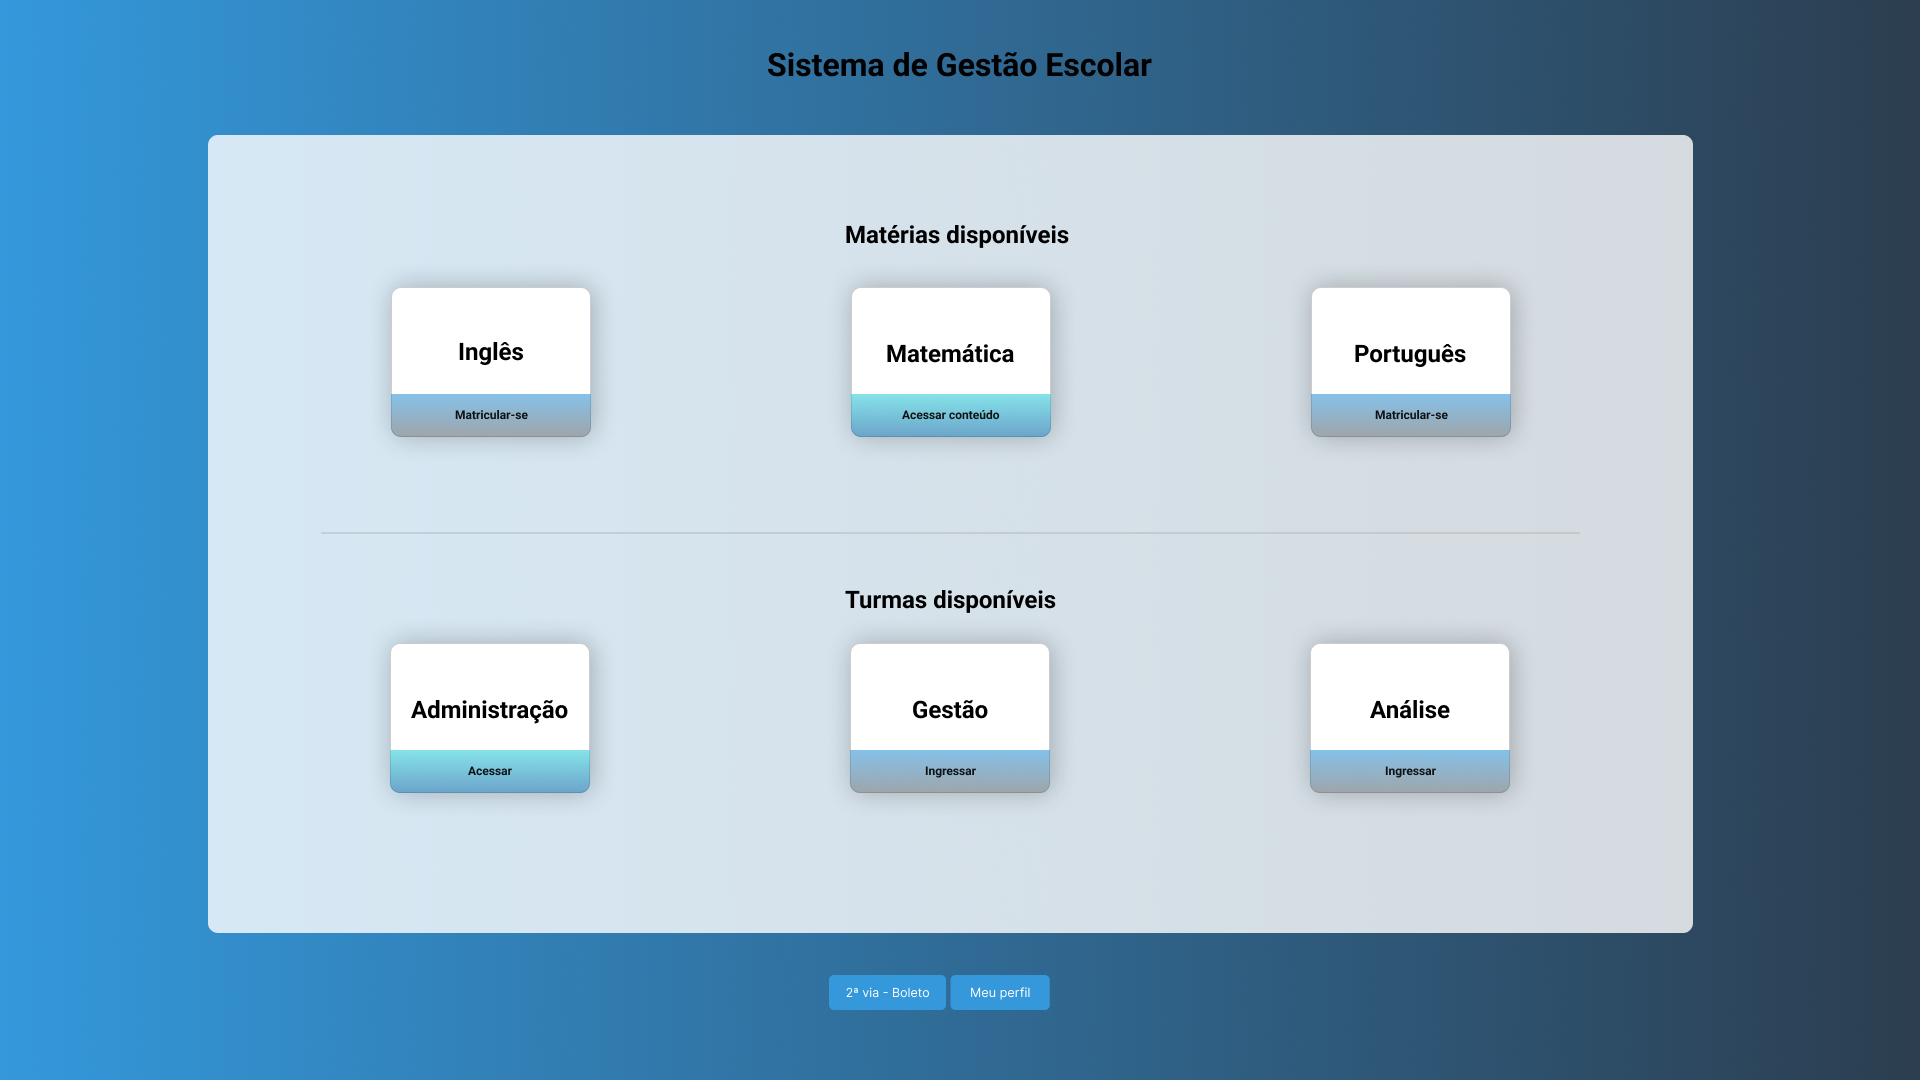 Sistema de Gestão Escolar
Matérias disponíveis
Inglês
Matricular-se
Matemática
Acessar conteúdo
Português
Matricular-se
Turmas disponíveis
Administração
Acessar
Gestão
Ingressar
Análise
Ingressar
2ª via - Boleto
Meu perfil